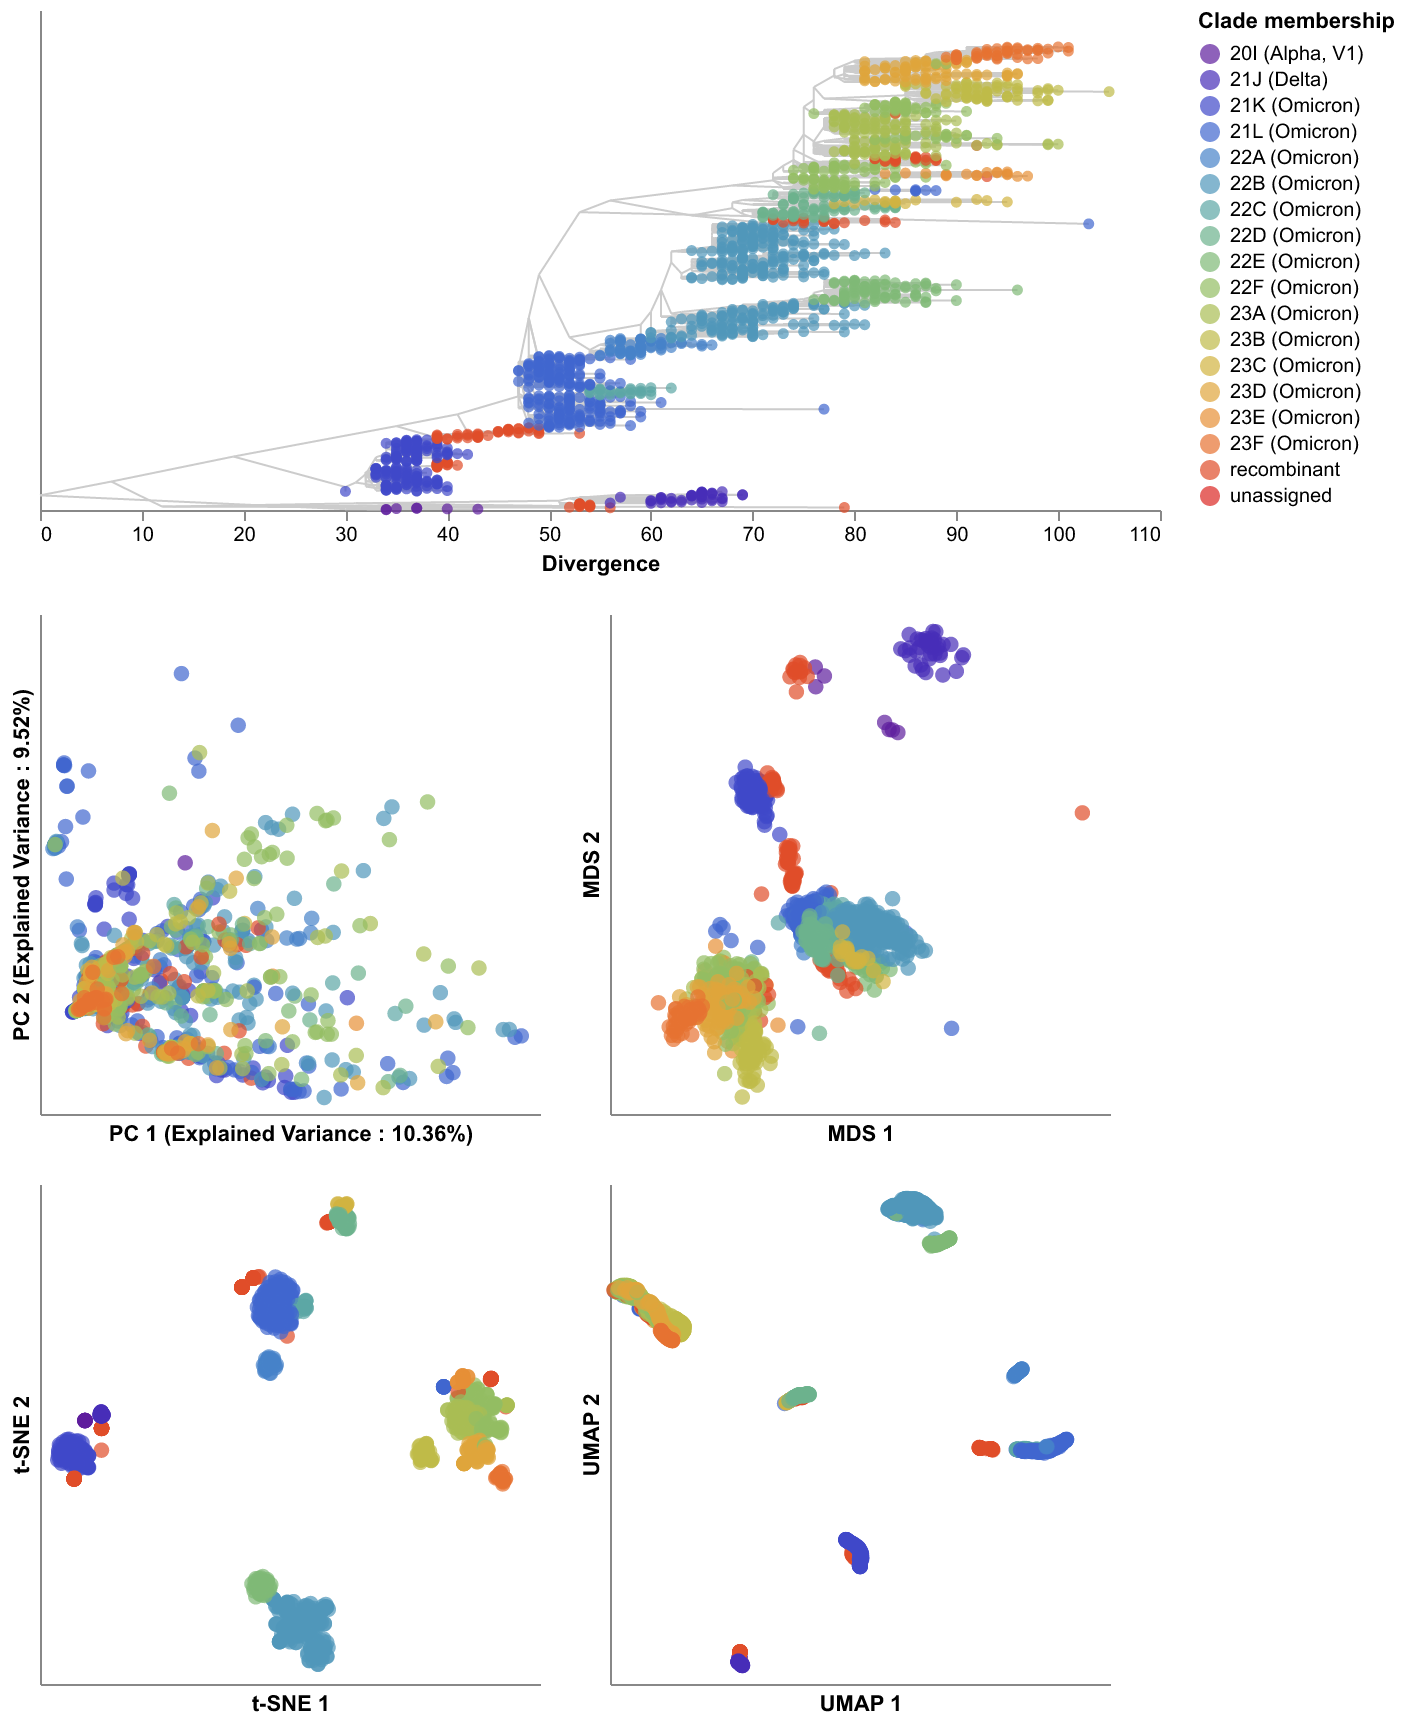 Clade membership
20I (Alpha, V1)
21J (Delta)
21K (Omicron)
21L (Omicron)
22A (Omicron)
22B (Omicron)
22C (Omicron)
22D (Omicron)
22E (Omicron)
22F (Omicron)
23A (Omicron)
23B (Omicron)
23C (Omicron)
23D (Omicron)
23E (Omicron)
23F (Omicron)
recombinant
unassigned
0 10 20 30 40 50 60 70 80 90 100 110
Divergence
PC 2 (Explained Variance : 9.52%)
PC 1 (Explained Variance : 10.36%)
MDS 2
MDS 1
t-SNE 2
t-SNE 1
UMAP 2
UMAP 1